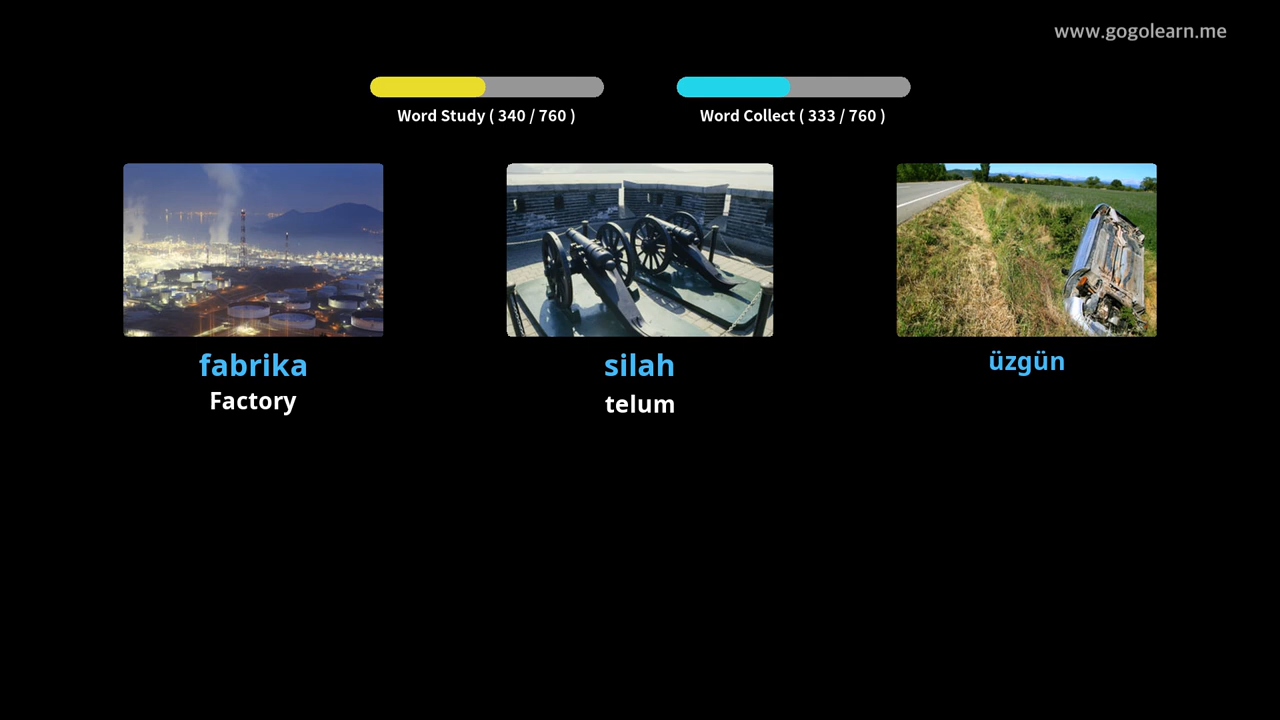 www.gogolearn.me
Word Study ( 340 / 760 )
Word Collect ( 333 / 760 )
fabrika
Factory
silah
telum
üzgün